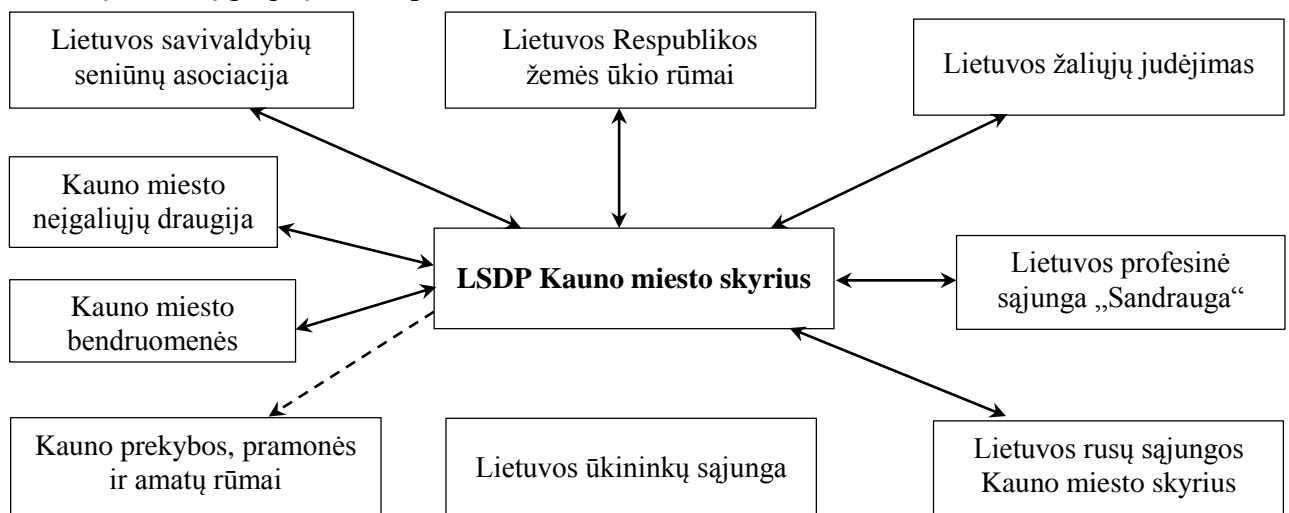 Lietuvos savivaldybių
seniūnų asociacija
Lietuvos Respublikos
žemės ūkio rūmai
Lietuvos žaliųjų judėjimas
Kauno miesto
neįgaliųjų draugija
LSDP Kauno miesto skyrius
Lietuvos profesinė
sąjunga „Sandrauga“
Kauno miesto
bendruomenės
Kauno prekybos, pramonės
ir amatų rūmai
Lietuvos ūkininkų sąjunga
Lietuvos rusų sąjungos
Kauno miesto skyrius